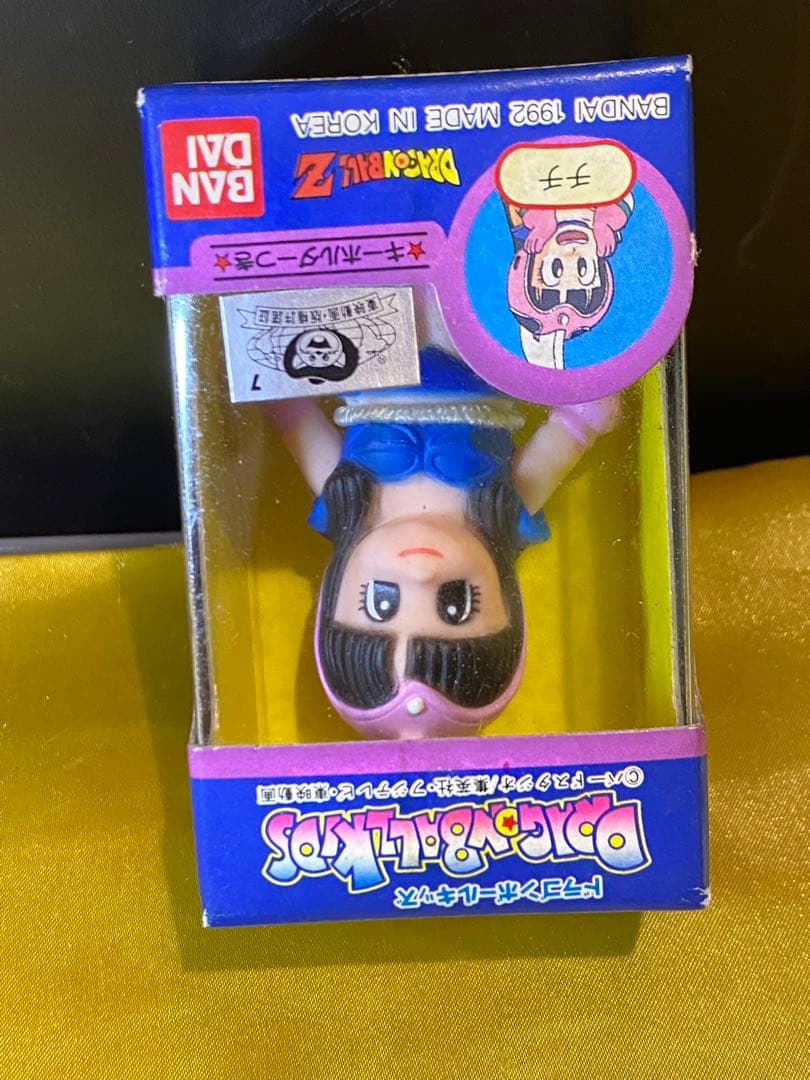 ドラゴンボールキッズ
DRAGONBALL KIDS
©バードスタジオ/集英社・フジテレビ・東映動画
東映動画・版権許諾証
7
®
★キーホルダーつき★
チチ
DRAGONBALL Z
BAN
DAI
BANDAI 1992 MADE IN KOREA